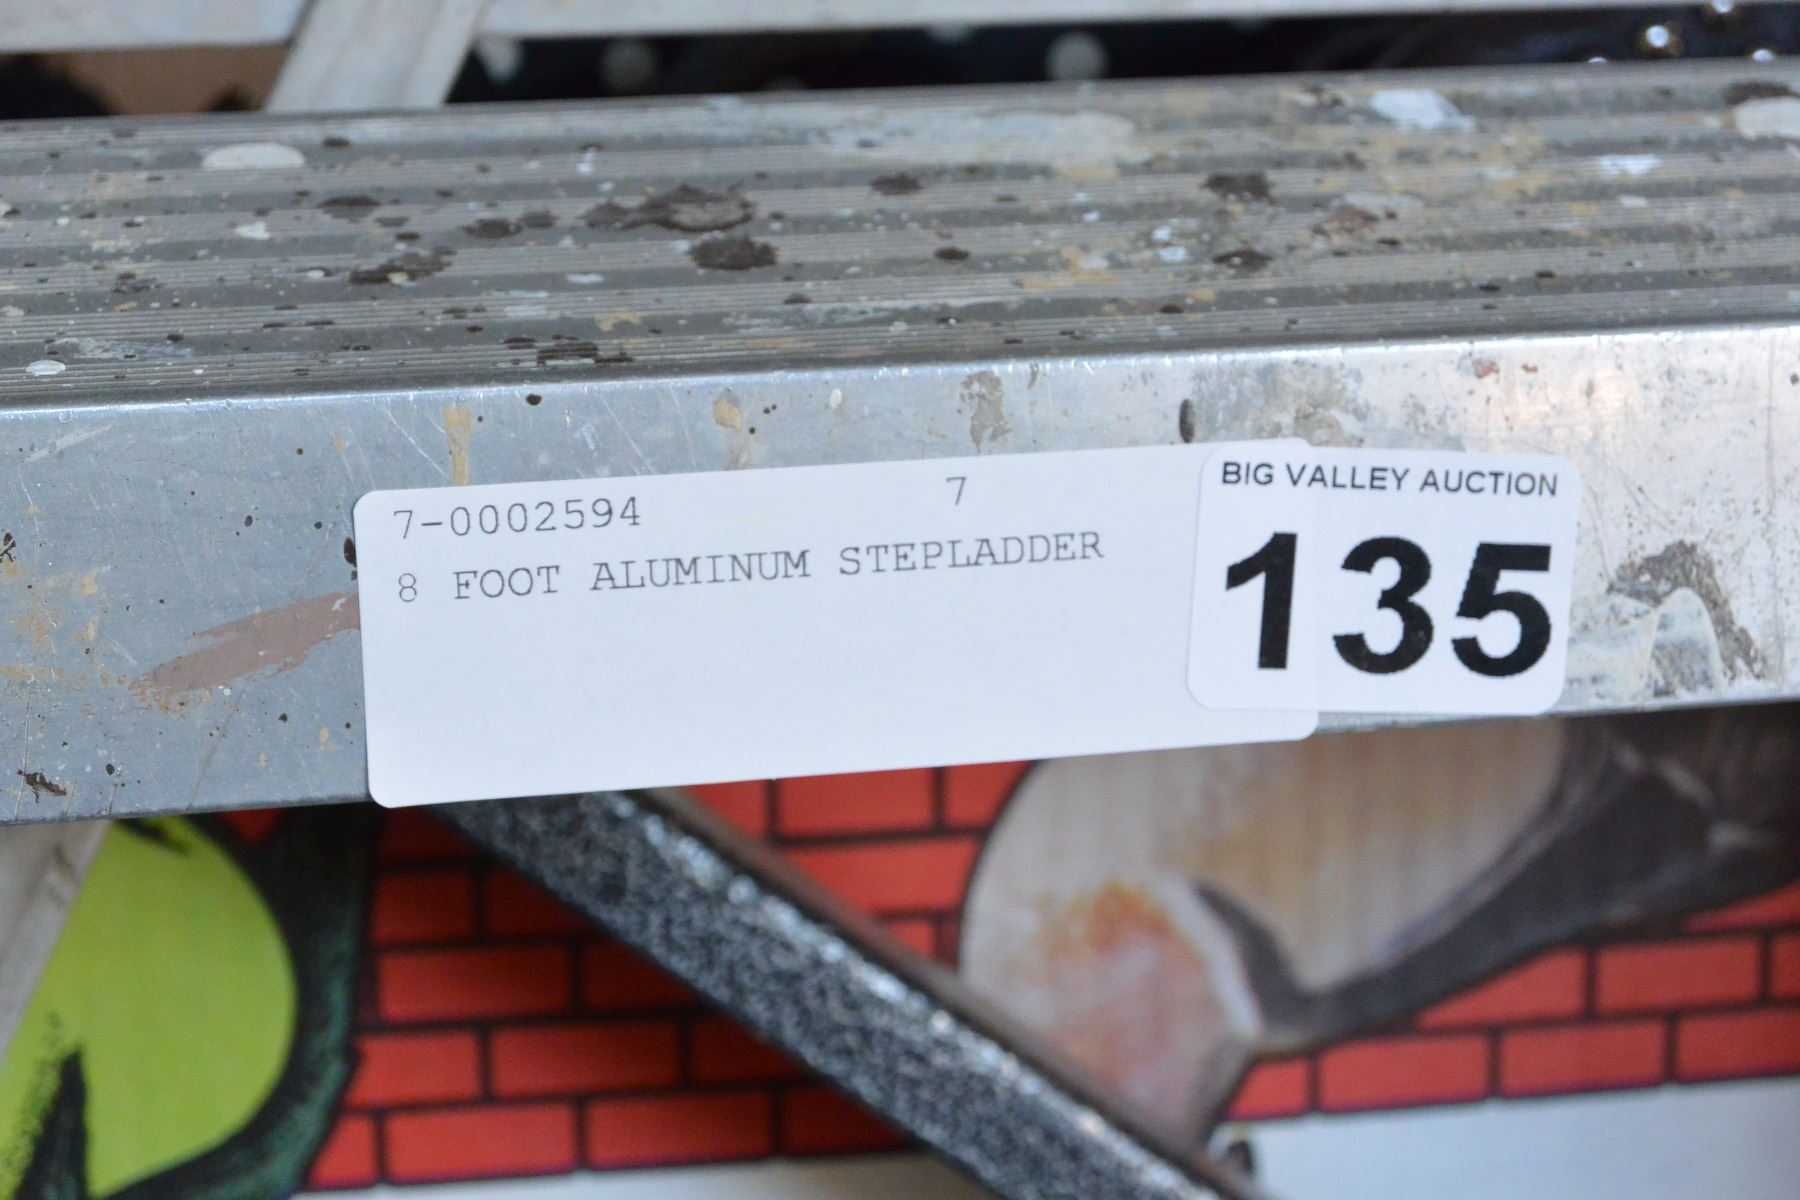 7-0002594 7
8 FOOT ALUMINUM STEPLADDER
BIG VALLEY AUCTION
135